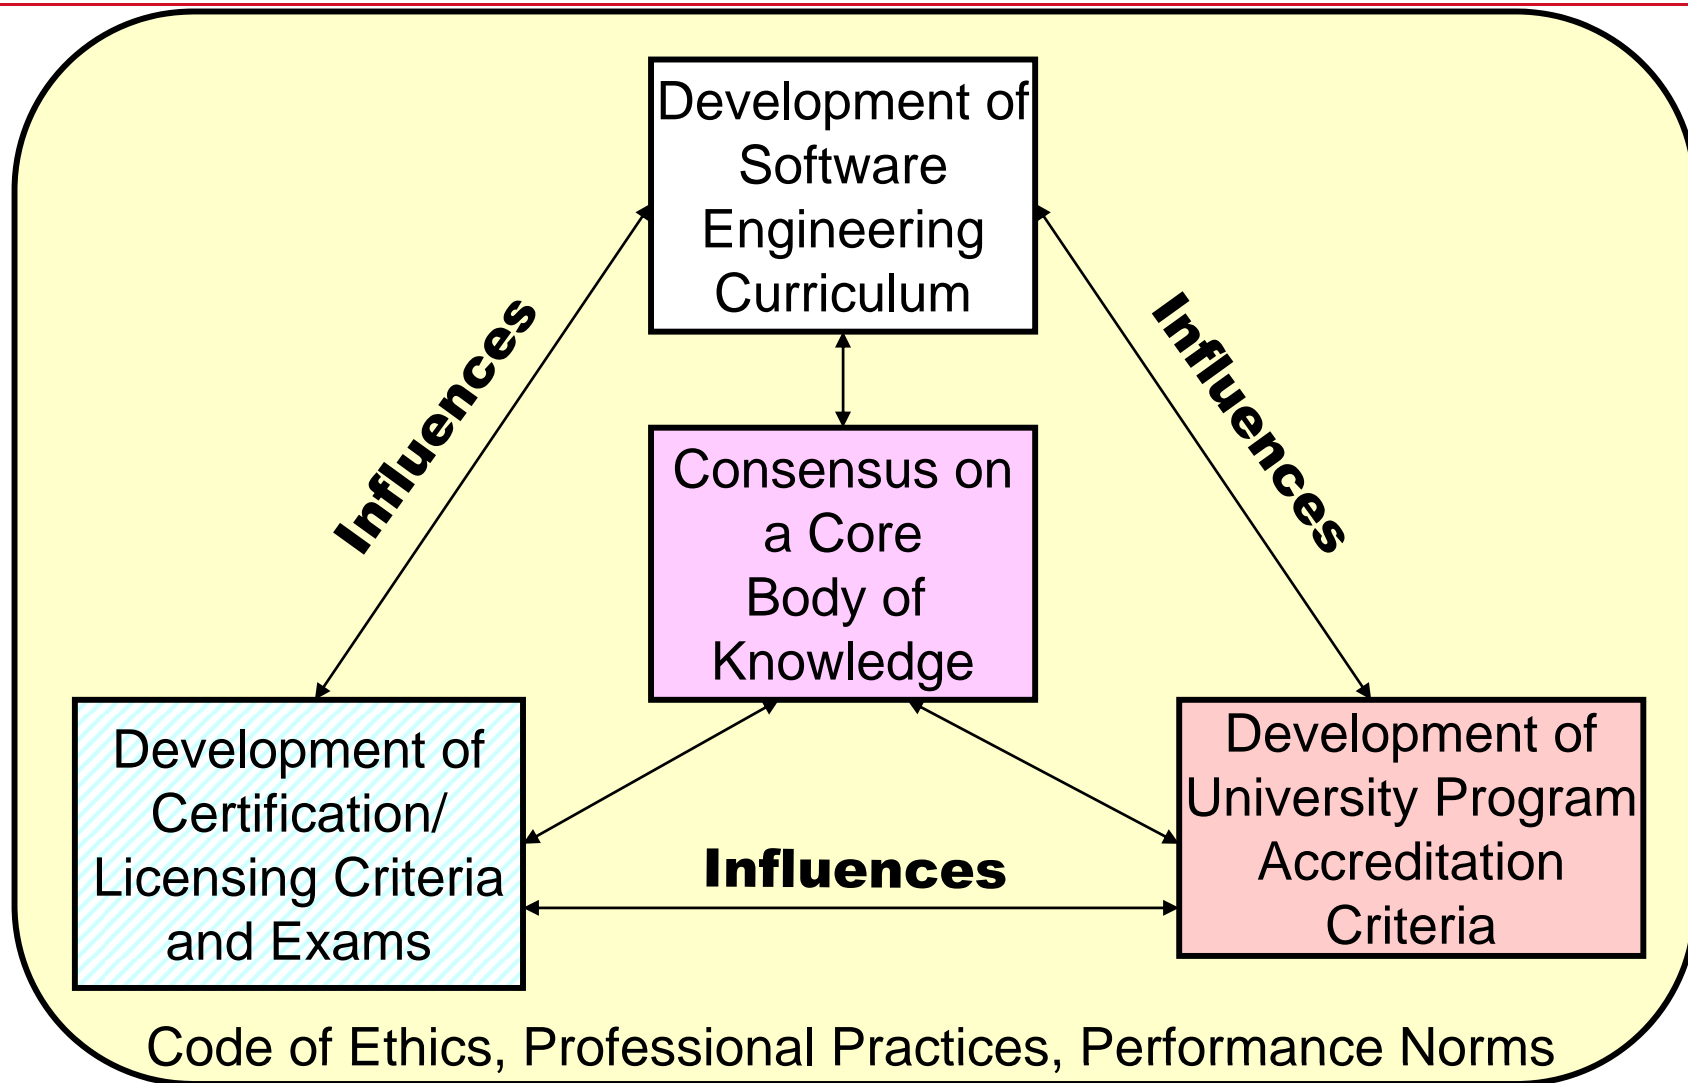 Development of
Software
Engineering
Curriculum
Influences
Influences
Consensus on
a Core
Body of
Knowledge
Development of
Certification/
Licensing Criteria
and Exams
Influences
Development of
University Program
Accreditation
Criteria
Code of Ethics, Professional Practices, Performance Norms